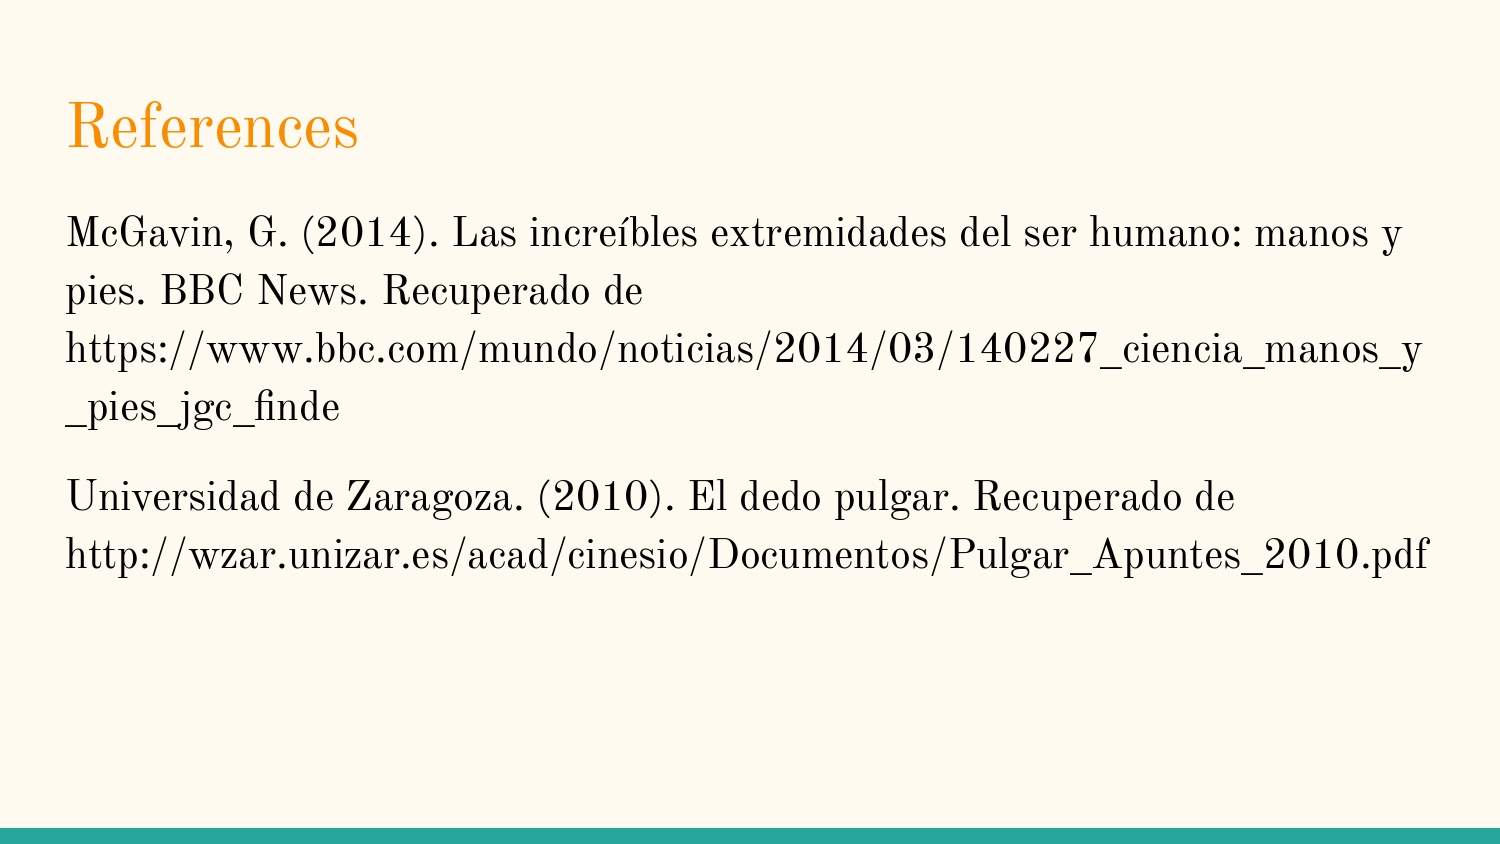 References
McGavin, G. (2014). Las increíbles extremidades del ser humano: manos y
pies. BBC News. Recuperado de
https://www.bbc.com/mundo/noticias/2014/03/140227_ciencia_manos_y
_pies_jgc_finde
Universidad de Zaragoza. (2010). El dedo pulgar. Recuperado de
http://wzar.unizar.es/acad/cinesio/Documentos/Pulgar_Apuntes_2010.pdf